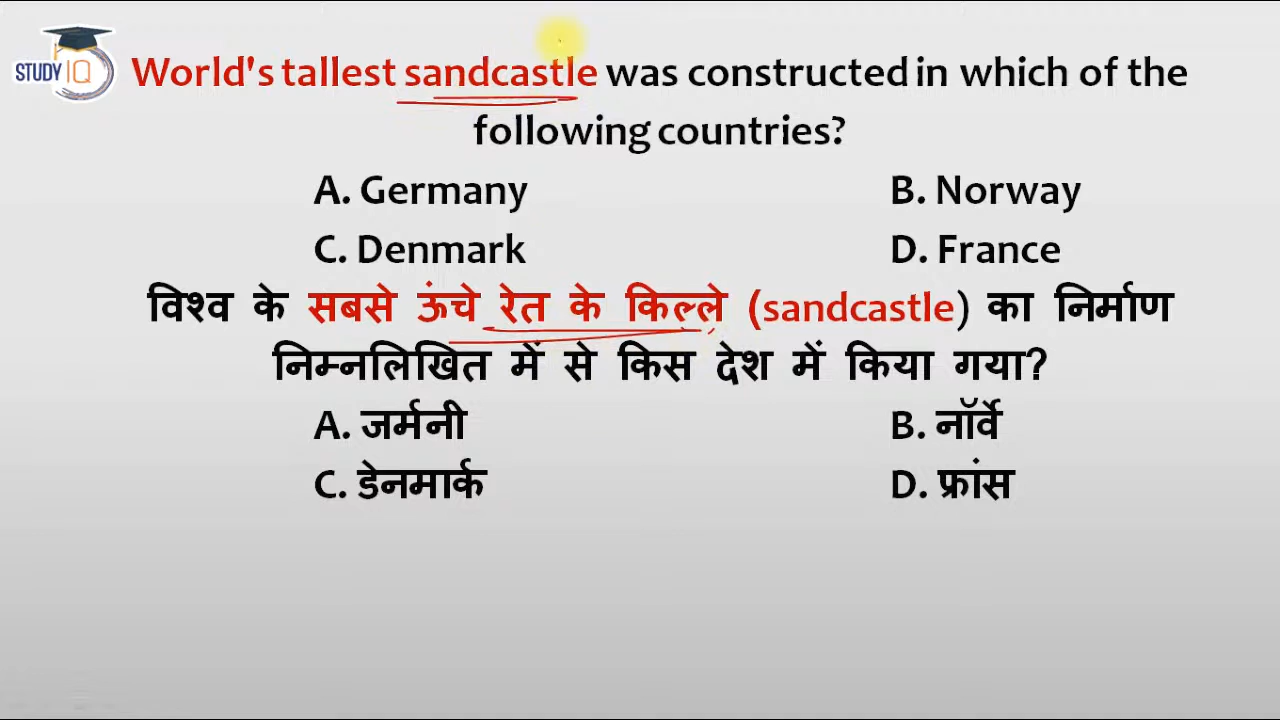 STUDY IQ
World's tallest sandcastle was constructed in which of the
following countries?
A. Germany B. Norway
C. Denmark D. France
विश्व के सबसे ऊंचे रेत के किल्ले (sandcastle) का निर्माण
निम्नलिखित में से किस देश में किया गया?
A. जर्मनी B. नॉर्वे
C. डेनमार्क D. फ्रांस